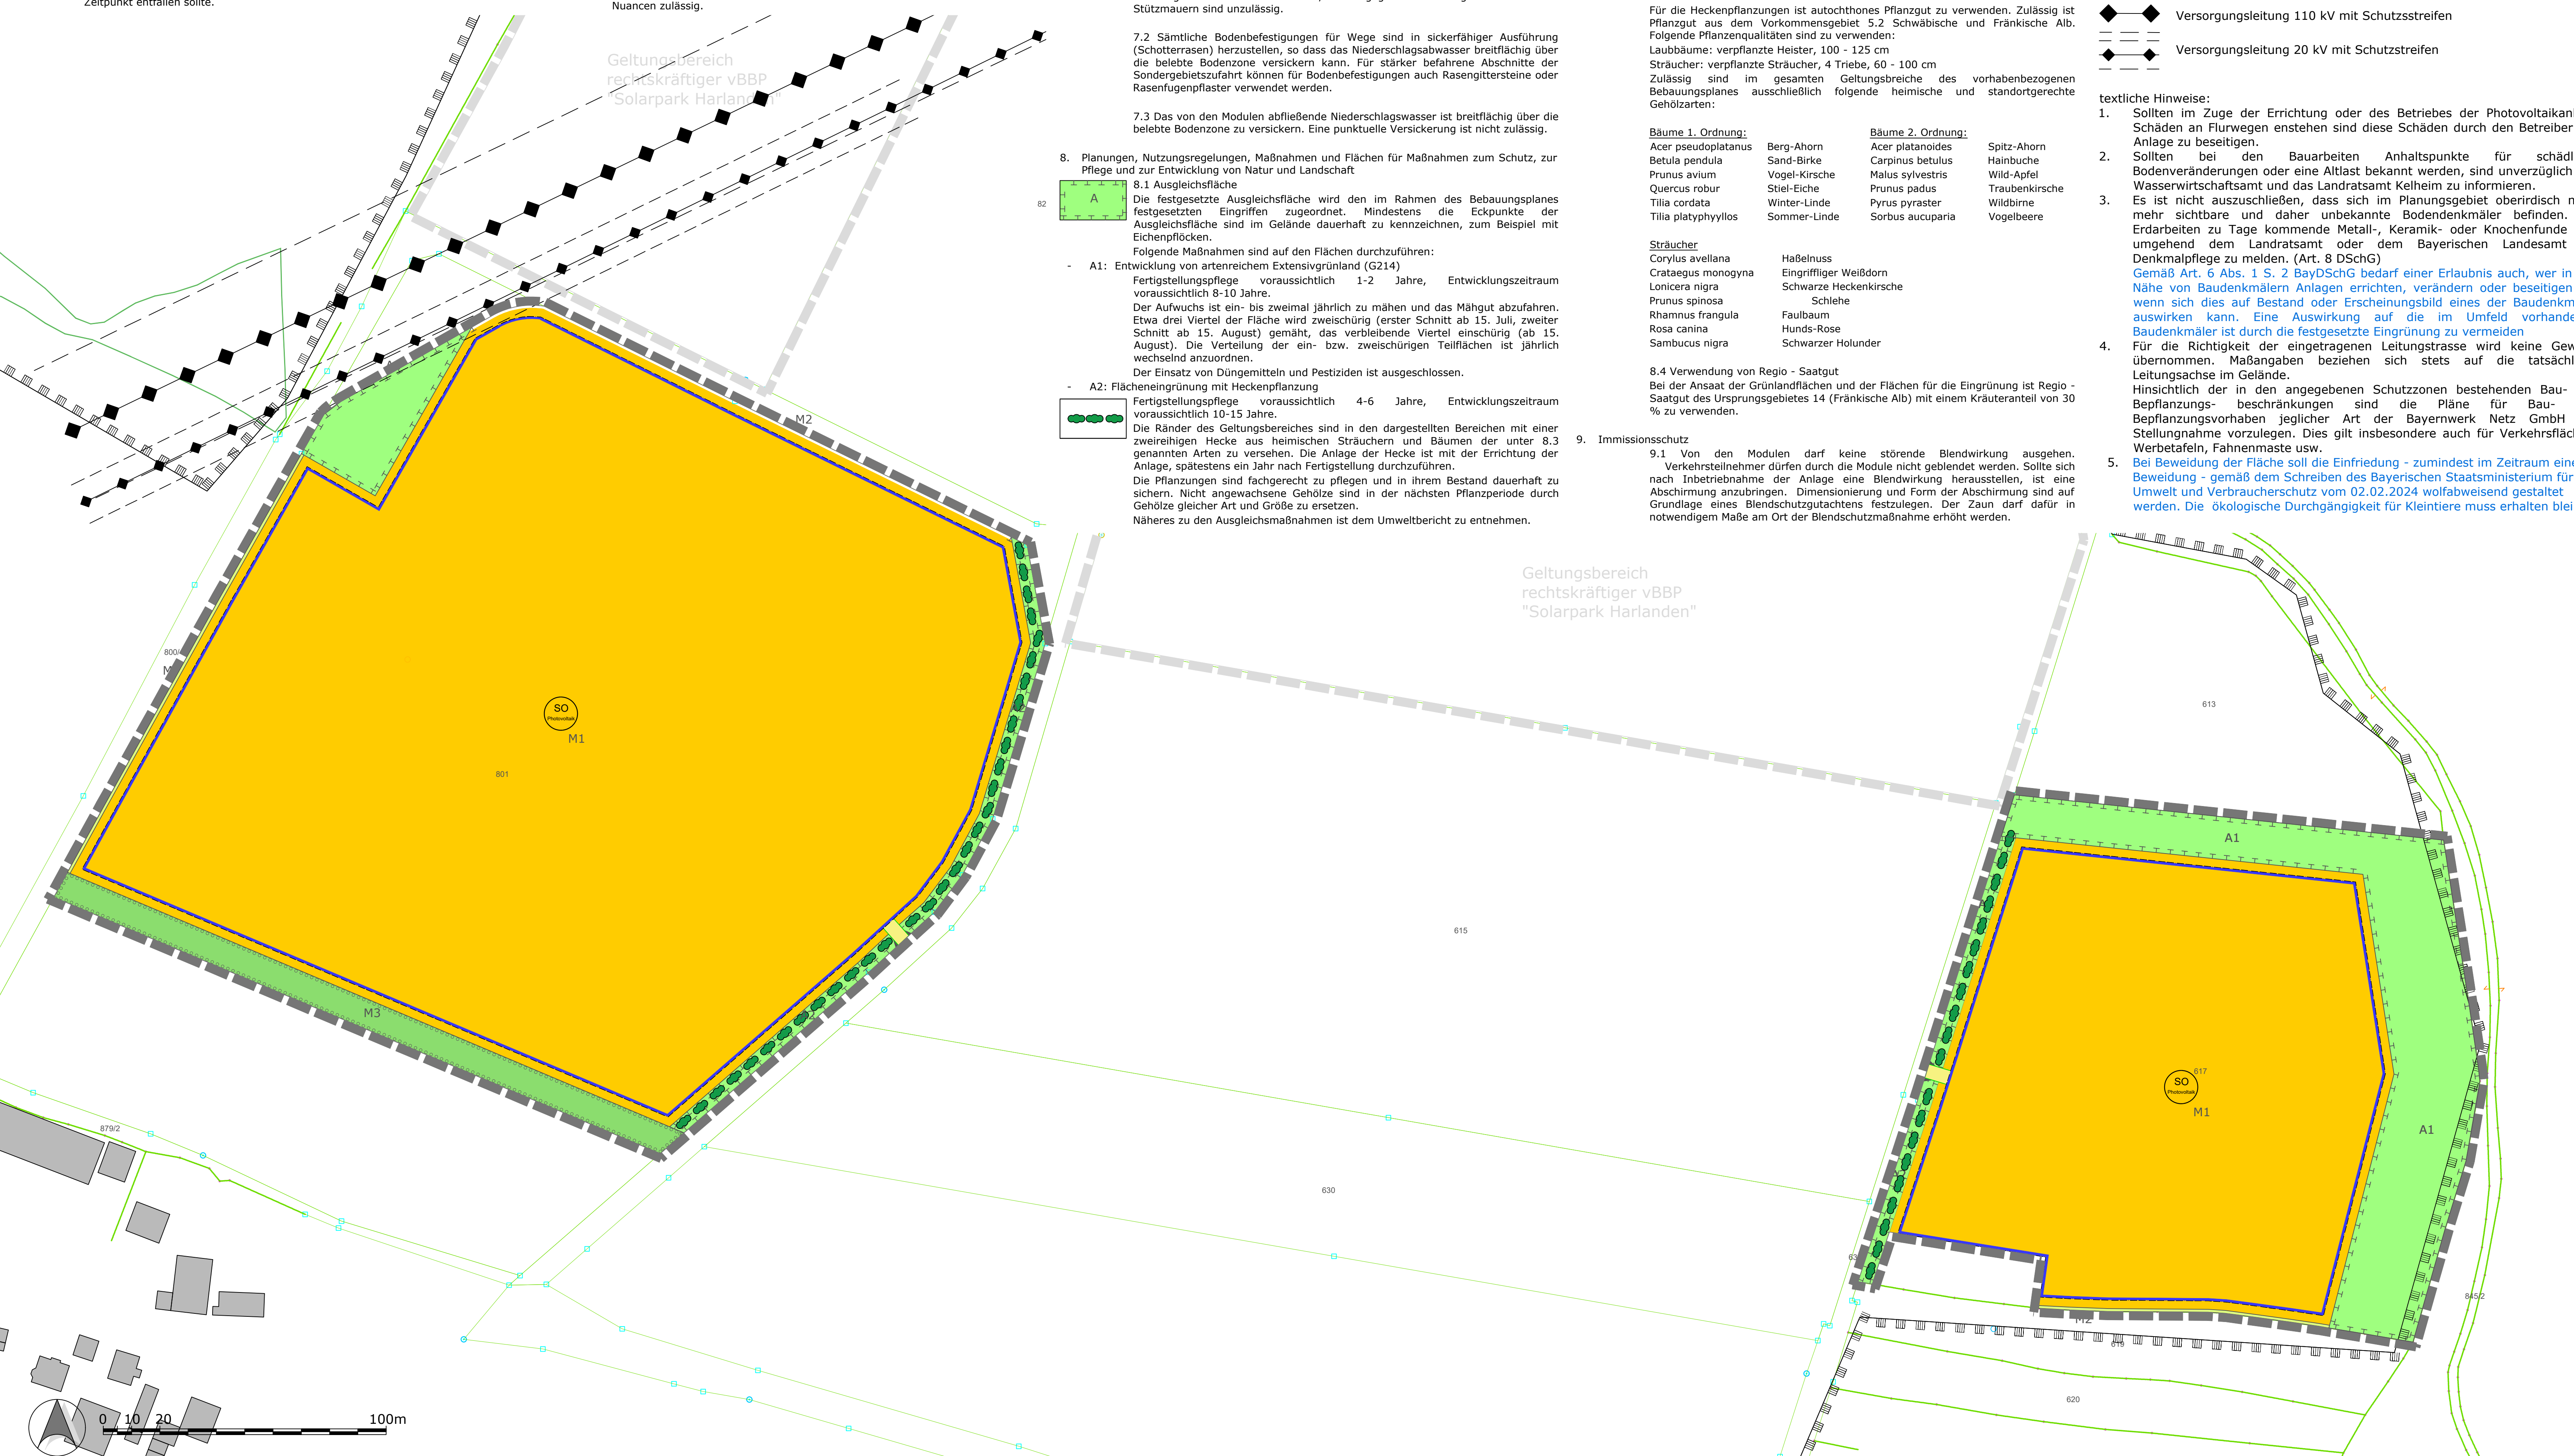 Zeitpunkt entfallen sollte.
Nuancen zulässig.
Geltungsbereich
rechtskräftiger vBBP
"Solarpark Harlanden"
Stützmauern sind unzulässig.
7.2 Sämtliche Bodenbefestigungen für Wege sind in sickerfähiger Ausführung
(Schotterrasen) herzustellen, so dass das Niederschlagsabwasser breitflächig über
die belebte Bodenzone versickern kann. Für stärker befahrene Abschnitte der
Sondergebietszufahrt können für Bodenbefestigungen auch Rasengittersteine oder
Rasenfugenpflaster verwendet werden.
7.3 Das von den Modulen abfließende Niederschlagswasser ist breitflächig über die
belebte Bodenzone zu versickern. Eine punktuelle Versickerung ist nicht zulässig.
8. Planungen, Nutzungsregelungen, Maßnahmen und Flächen für Maßnahmen zum Schutz, zur
Pflege und zur Entwicklung von Natur und Landschaft
A
8.1 Ausgleichsfläche
Die festgesetzte Ausgleichsfläche wird den im Rahmen des Bebauungsplanes
festgesetzten Eingriffen zugeordnet. Mindestens die Eckpunkte der
Ausgleichsfläche sind im Gelände dauerhaft zu kennzeichnen, zum Beispiel mit
Eichenpflöcken.
Folgende Maßnahmen sind auf den Flächen durchzuführen:
- A1: Entwicklung von artenreichem Extensivgrünland (G214)
Fertigstellungspflege voraussichtlich 1-2 Jahre, Entwicklungszeitraum
voraussichtlich 8-10 Jahre.
Der Aufwuchs ist ein- bis zweimal jährlich zu mähen und das Mähgut abzufahren.
Etwa drei Viertel der Fläche wird zweischürig (erster Schnitt ab 15. Juli, zweiter
Schnitt ab 15. August) gemäht, das verbleibende Viertel einschürig (ab 15.
August). Die Verteilung der ein- bzw. zweischürigen Teilflächen ist jährlich
wechselnd anzuordnen.
Der Einsatz von Düngemitteln und Pestiziden ist ausgeschlossen.
- A2: Flächeneingrünung mit Heckenpflanzung
Fertigstellungspflege voraussichtlich 4-6 Jahre, Entwicklungszeitraum
voraussichtlich 10-15 Jahre.
Die Ränder des Geltungsbereiches sind in den dargestellten Bereichen mit einer
zweireihigen Hecke aus heimischen Sträuchern und Bäumen der unter 8.3
genannten Arten zu versehen. Die Anlage der Hecke ist mit der Errichtung der
Anlage, spätestens ein Jahr nach Fertigstellung durchzuführen.
Die Pflanzungen sind fachgerecht zu pflegen und in ihrem Bestand dauerhaft zu
sichern. Nicht angewachsene Gehölze sind in der nächsten Pflanzperiode durch
Gehölze gleicher Art und Größe zu ersetzen.
Näheres zu den Ausgleichsmaßnahmen ist dem Umweltbericht zu entnehmen.
Für die Heckenpflanzungen ist autochthones Pflanzgut zu verwenden. Zulässig ist
Pflanzgut aus dem Vorkommensgebiet 5.2 Schwäbische und Fränkische Alb.
Folgende Pflanzenqualitäten sind zu verwenden:
Laubbäume: verpflanzte Heister, 100 - 125 cm
Sträucher: verpflanzte Sträucher, 4 Triebe, 60 - 100 cm
Zulässig sind im gesamten Geltungsbreiche des vorhabenbezogenen
Bebauungsplanes ausschließlich folgende heimische und standortgerechte
Gehölzarten:
Bäume 1. Ordnung: Bäume 2. Ordnung:
Acer pseudoplatanus Berg-Ahorn Acer platanoides Spitz-Ahorn
Betula pendula Sand-Birke Carpinus betulus Hainbuche
Prunus avium Vogel-Kirsche Malus sylvestris Wild-Apfel
Quercus robur Stiel-Eiche Prunus padus Traubenkirsche
Tilia cordata Winter-Linde Pyrus pyraster Wildbirne
Tilia platyphyllos Sommer-Linde Sorbus aucuparia Vogelbeere
Sträucher
Corylus avellana Haßelnuss
Crataegus monogyna Eingriffliger Weißdorn
Lonicera nigra Schwarze Heckenkirsche
Prunus spinosa Schlehe
Rhamnus frangula Faulbaum
Rosa canina Hunds-Rose
Sambucus nigra Schwarzer Holunder
8.4 Verwendung von Regio - Saatgut
Bei der Ansaat der Grünlandflächen und der Flächen für die Eingrünung ist Regio -
Saatgut des Ursprungsgebietes 14 (Fränkische Alb) mit einem Kräuteranteil von 30
% zu verwenden.
9. Immissionsschutz
9.1 Von den Modulen darf keine störende Blendwirkung ausgehen.
Verkehrsteilnehmer dürfen durch die Module nicht geblendet werden. Sollte sich
nach Inbetriebnahme der Anlage eine Blendwirkung herausstellen, ist eine
Abschirmung anzubringen. Dimensionierung und Form der Abschirmung sind auf
Grundlage eines Blendschutzgutachtens festzulegen. Der Zaun darf dafür in
notwendigem Maße am Ort der Blendschutzmaßnahme erhöht werden.
Versorgungsleitung 110 kV mit Schutzsstreifen
Versorgungsleitung 20 kV mit Schutzstreifen
textliche Hinweise:
1. Sollten im Zuge der Errichtung oder des Betriebes der Photovoltaikan
Schäden an Flurwegen enstehen sind diese Schäden durch den Betreiber
Anlage zu beseitigen.
2. Sollten bei den Bauarbeiten Anhaltspunkte für schädl
Bodenveränderungen oder eine Altlast bekannt werden, sind unverzüglich
Wasserwirtschaftsamt und das Landratsamt Kelheim zu informieren.
3. Es ist nicht auszuschließen, dass sich im Planungsgebiet oberirdisch n
mehr sichtbare und daher unbekannte Bodendenkmäler befinden.
Erdarbeiten zu Tage kommende Metall-, Keramik- oder Knochenfunde
umgehend dem Landratsamt oder dem Bayerischen Landesamt
Denkmalpflege zu melden. (Art. 8 DSchG)
Gemäß Art. 6 Abs. 1 S. 2 BayDSchG bedarf einer Erlaubnis auch, wer in
Nähe von Baudenkmälern Anlagen errichten, verändern oder beseitigen
wenn sich dies auf Bestand oder Erscheinungsbild eines der Baudenkm
auswirken kann. Eine Auswirkung auf die im Umfeld vorhande
Baudenkmäler ist durch die festgesetzte Eingrünung zu vermeiden
4. Für die Richtigkeit der eingetragenen Leitungstrasse wird keine Gew
übernommen. Maßangaben beziehen sich stets auf die tatsächl
Leitungsachse im Gelände.
Hinsichtlich der in den angegebenen Schutzzonen bestehenden Bau-
Bepflanzungs- beschränkungen sind die Pläne für Bau-
Bepflanzungsvorhaben jeglicher Art der Bayernwerk Netz GmbH
Stellungnahme vorzulegen. Dies gilt insbesondere auch für Verkehrsfläc
Werbetafeln, Fahnenmaste usw.
5. Bei Beweidung der Fläche soll die Einfriedung - zumindest im Zeitraum eine
Beweidung - gemäß dem Schreiben des Bayerischen Staatsministerium für
Umwelt und Verbraucherschutz vom 02.02.2024 wolfabweisend gestaltet
werden. Die ökologische Durchgängigkeit für Kleintiere muss erhalten blei
82
M2
800/
M
SO
Photovoltaik
M1
801
M3
879/2
Geltungsbereich
rechtskräftiger vBBP
"Solarpark Harlanden"
613
615
630
A1
617
SO
Photovoltaik
M1
A1
63
845/2
M2
619
620
0 10 20 100m